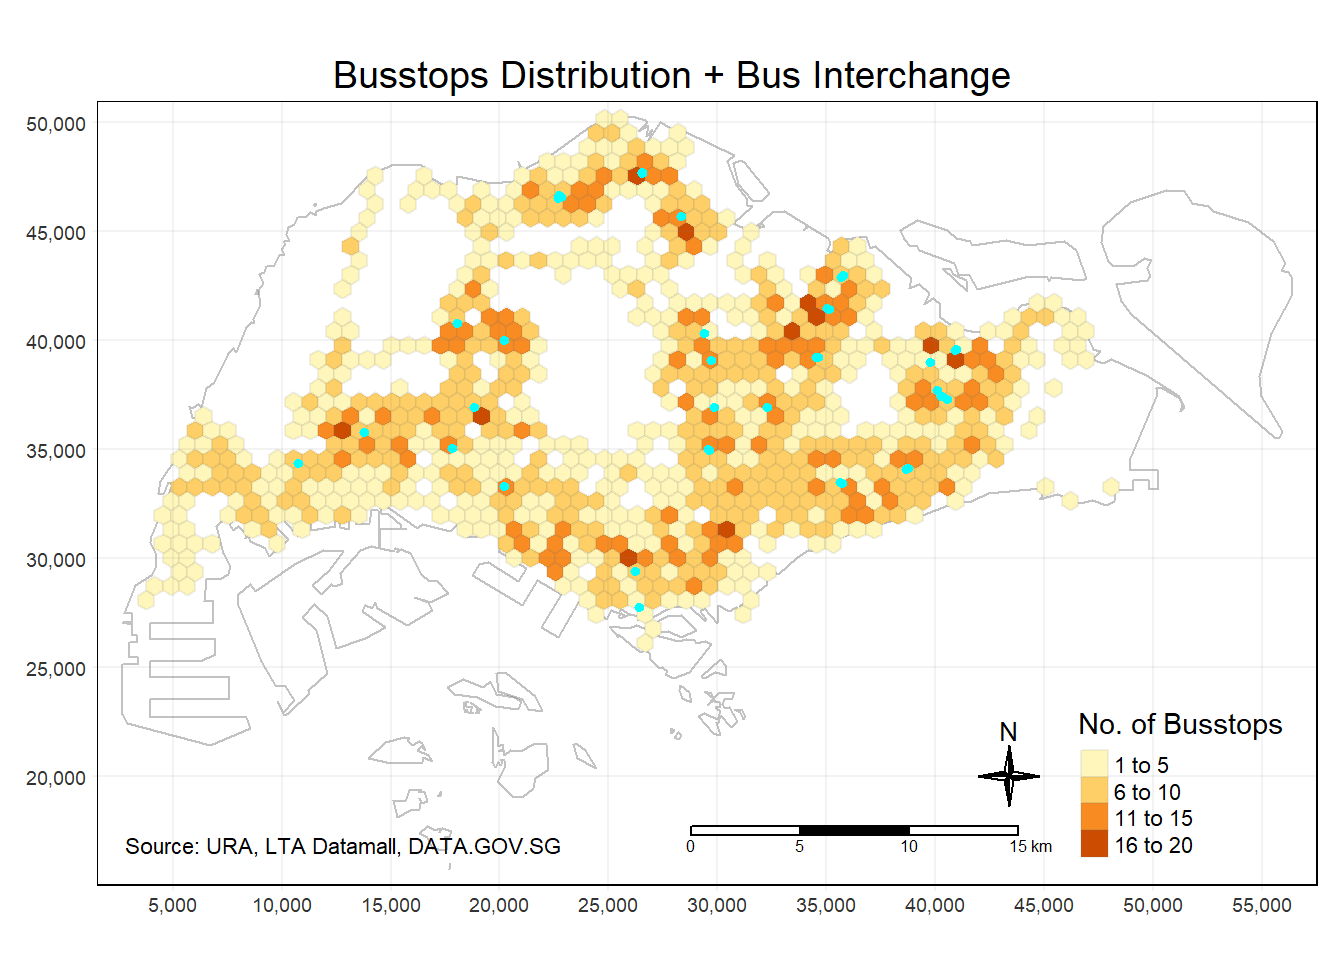 Busstops Distribution + Bus Interchange
50,000
45,000
40,000
35,000
30,000
25,000
20,000
N
No. of Busstops
1 to 5
6 to 10
11 to 15
16 to 20
Source: URA, LTA Datamall, DATA.GOV.SG
0 5 10 15 km
5,000 10,000 15,000 20,000 25,000 30,000 35,000 40,000 45,000 50,000 55,000